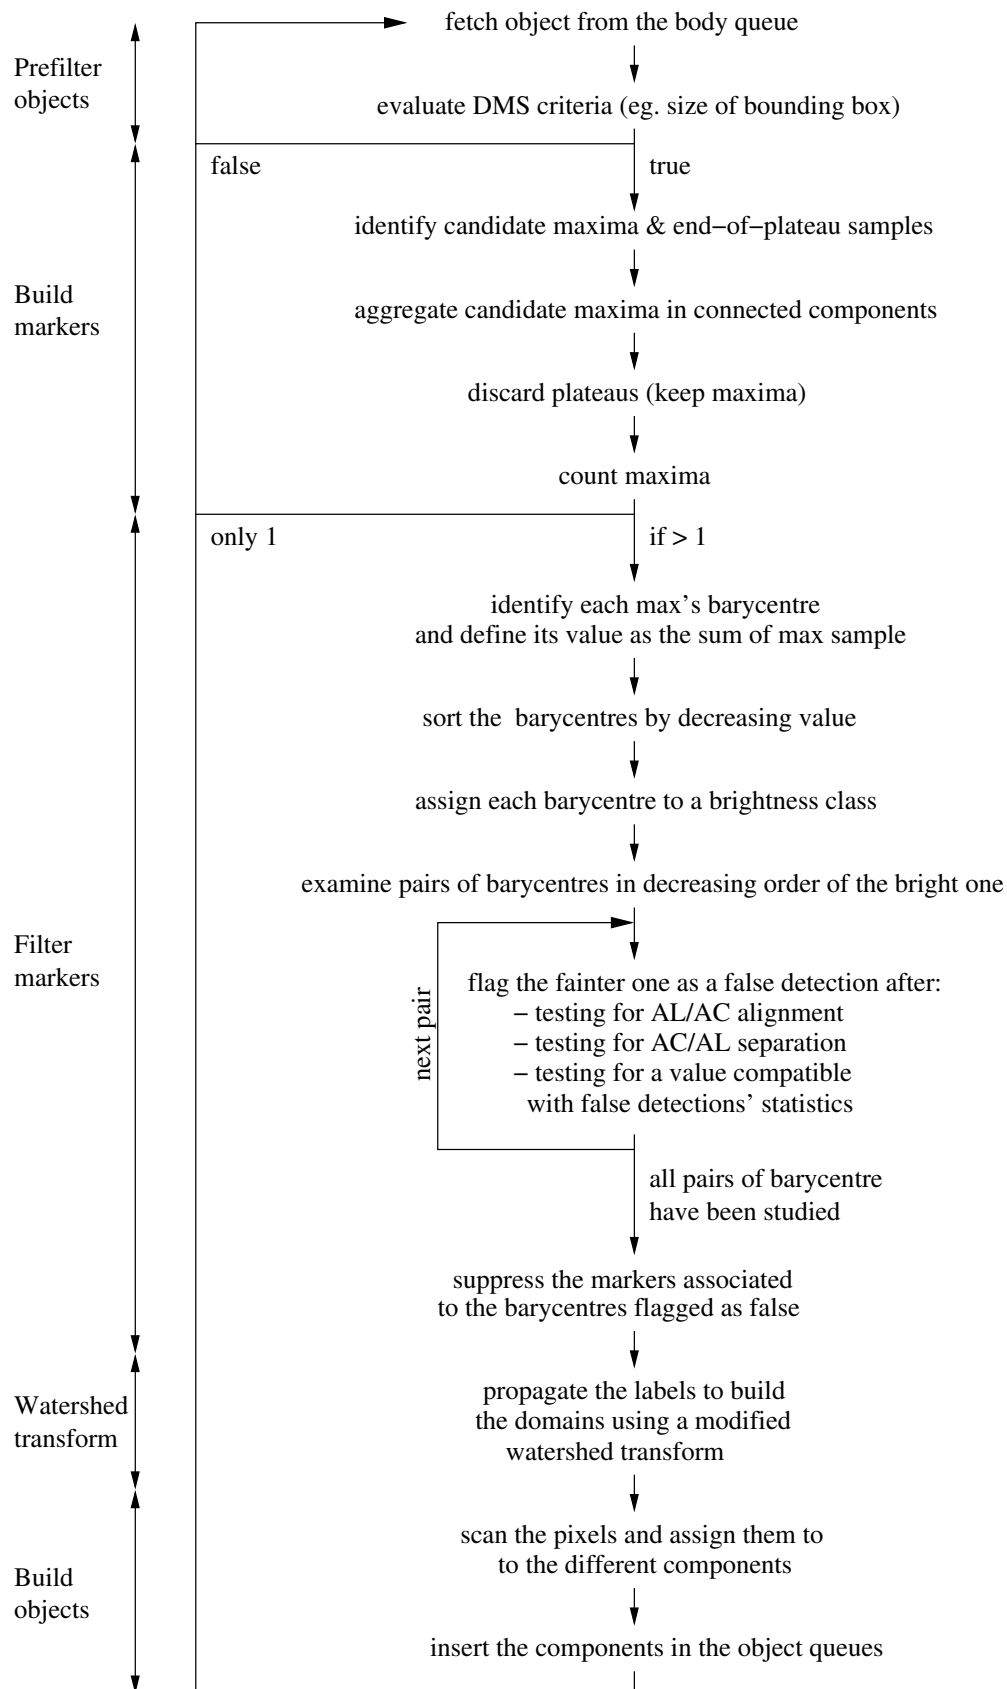 fetch object from the body queue
Prefilter
objects
evaluate DMS criteria (eg. size of bounding box)
false
true
identify candidate maxima & end−of−plateau samples
Build
markers
aggregate candidate maxima in connected components
discard plateaus (keep maxima)
count maxima
only 1
if > 1
identify each max's barycentre
and define its value as the sum of max sample
sort the barycentres by decreasing value
assign each barycentre to a brightness class
examine pairs of barycentres in decreasing order of the bright one
Filter
markers
next pair
flag the fainter one as a false detection after:
− testing for AL/AC alignment
− testing for AC/AL separation
− testing for a value compatible
with false detections' statistics
all pairs of barycentre
have been studied
suppress the markers associated
to the barycentres flagged as false
Watershed
transform
propagate the labels to build
the domains using a modified
watershed transform
scan the pixels and assign them to
to the different components
Build
objects
insert the components in the object queues